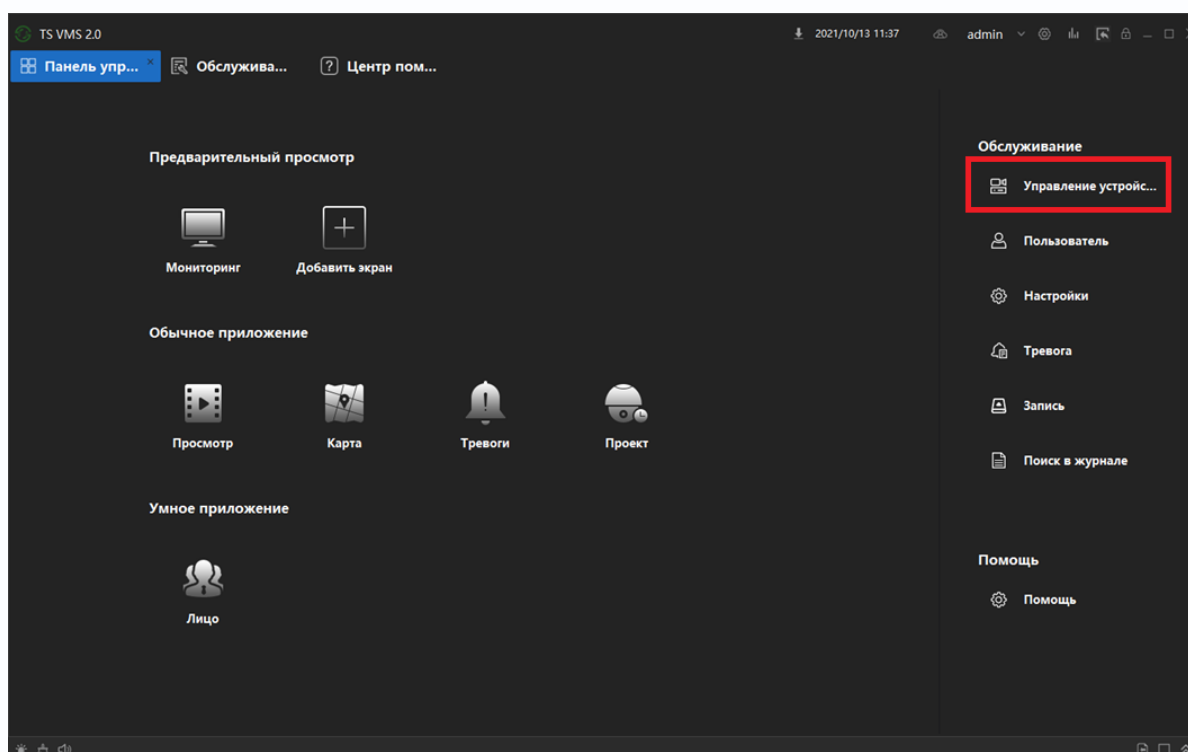 TS VMS 2.0
2021/10/13 11:37
admin
Панель упр...
Обслужива...
Центр пом...
Предварительный просмотр
Мониторинг
Добавить экран
Обычное приложение
Просмотр
Карта
Тревоги
Проект
Умное приложение
Лицо
Обслуживание
Управление устройс...
Пользователь
Настройки
Тревога
Запись
Поиск в журнале
Помощь
Помощь